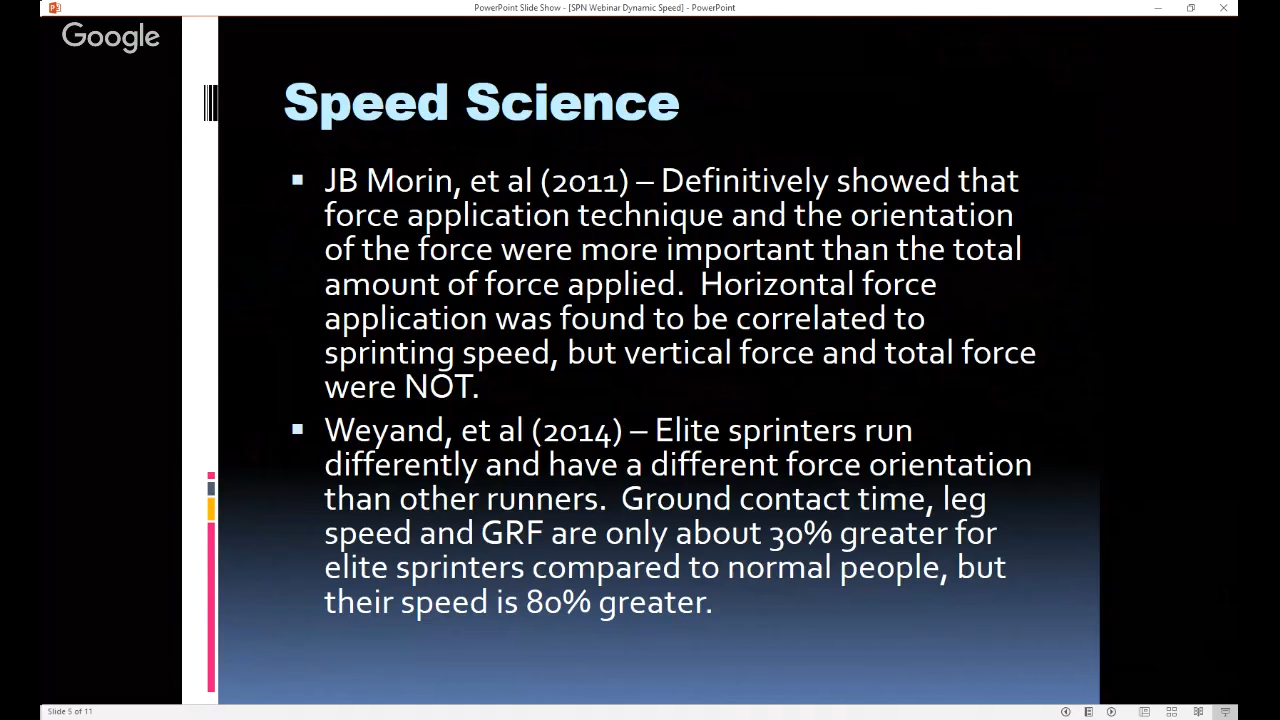 PowerPoint Slide Show - [SPN Webinar Dynamic Speed] - PowerPoint
Google
Speed Science
▪ JB Morin, et al (2011) – Definitively showed that
force application technique and the orientation
of the force were more important than the total
amount of force applied.  Horizontal force
application was found to be correlated to
sprinting speed, but vertical force and total force
were NOT.
▪ Weyand, et al (2014) – Elite sprinters run
differently and have a different force orientation
than other runners.  Ground contact time, leg
speed and GRF are only about 30% greater for
elite sprinters compared to normal people, but
their speed is 80% greater.
Slide 5 of 11